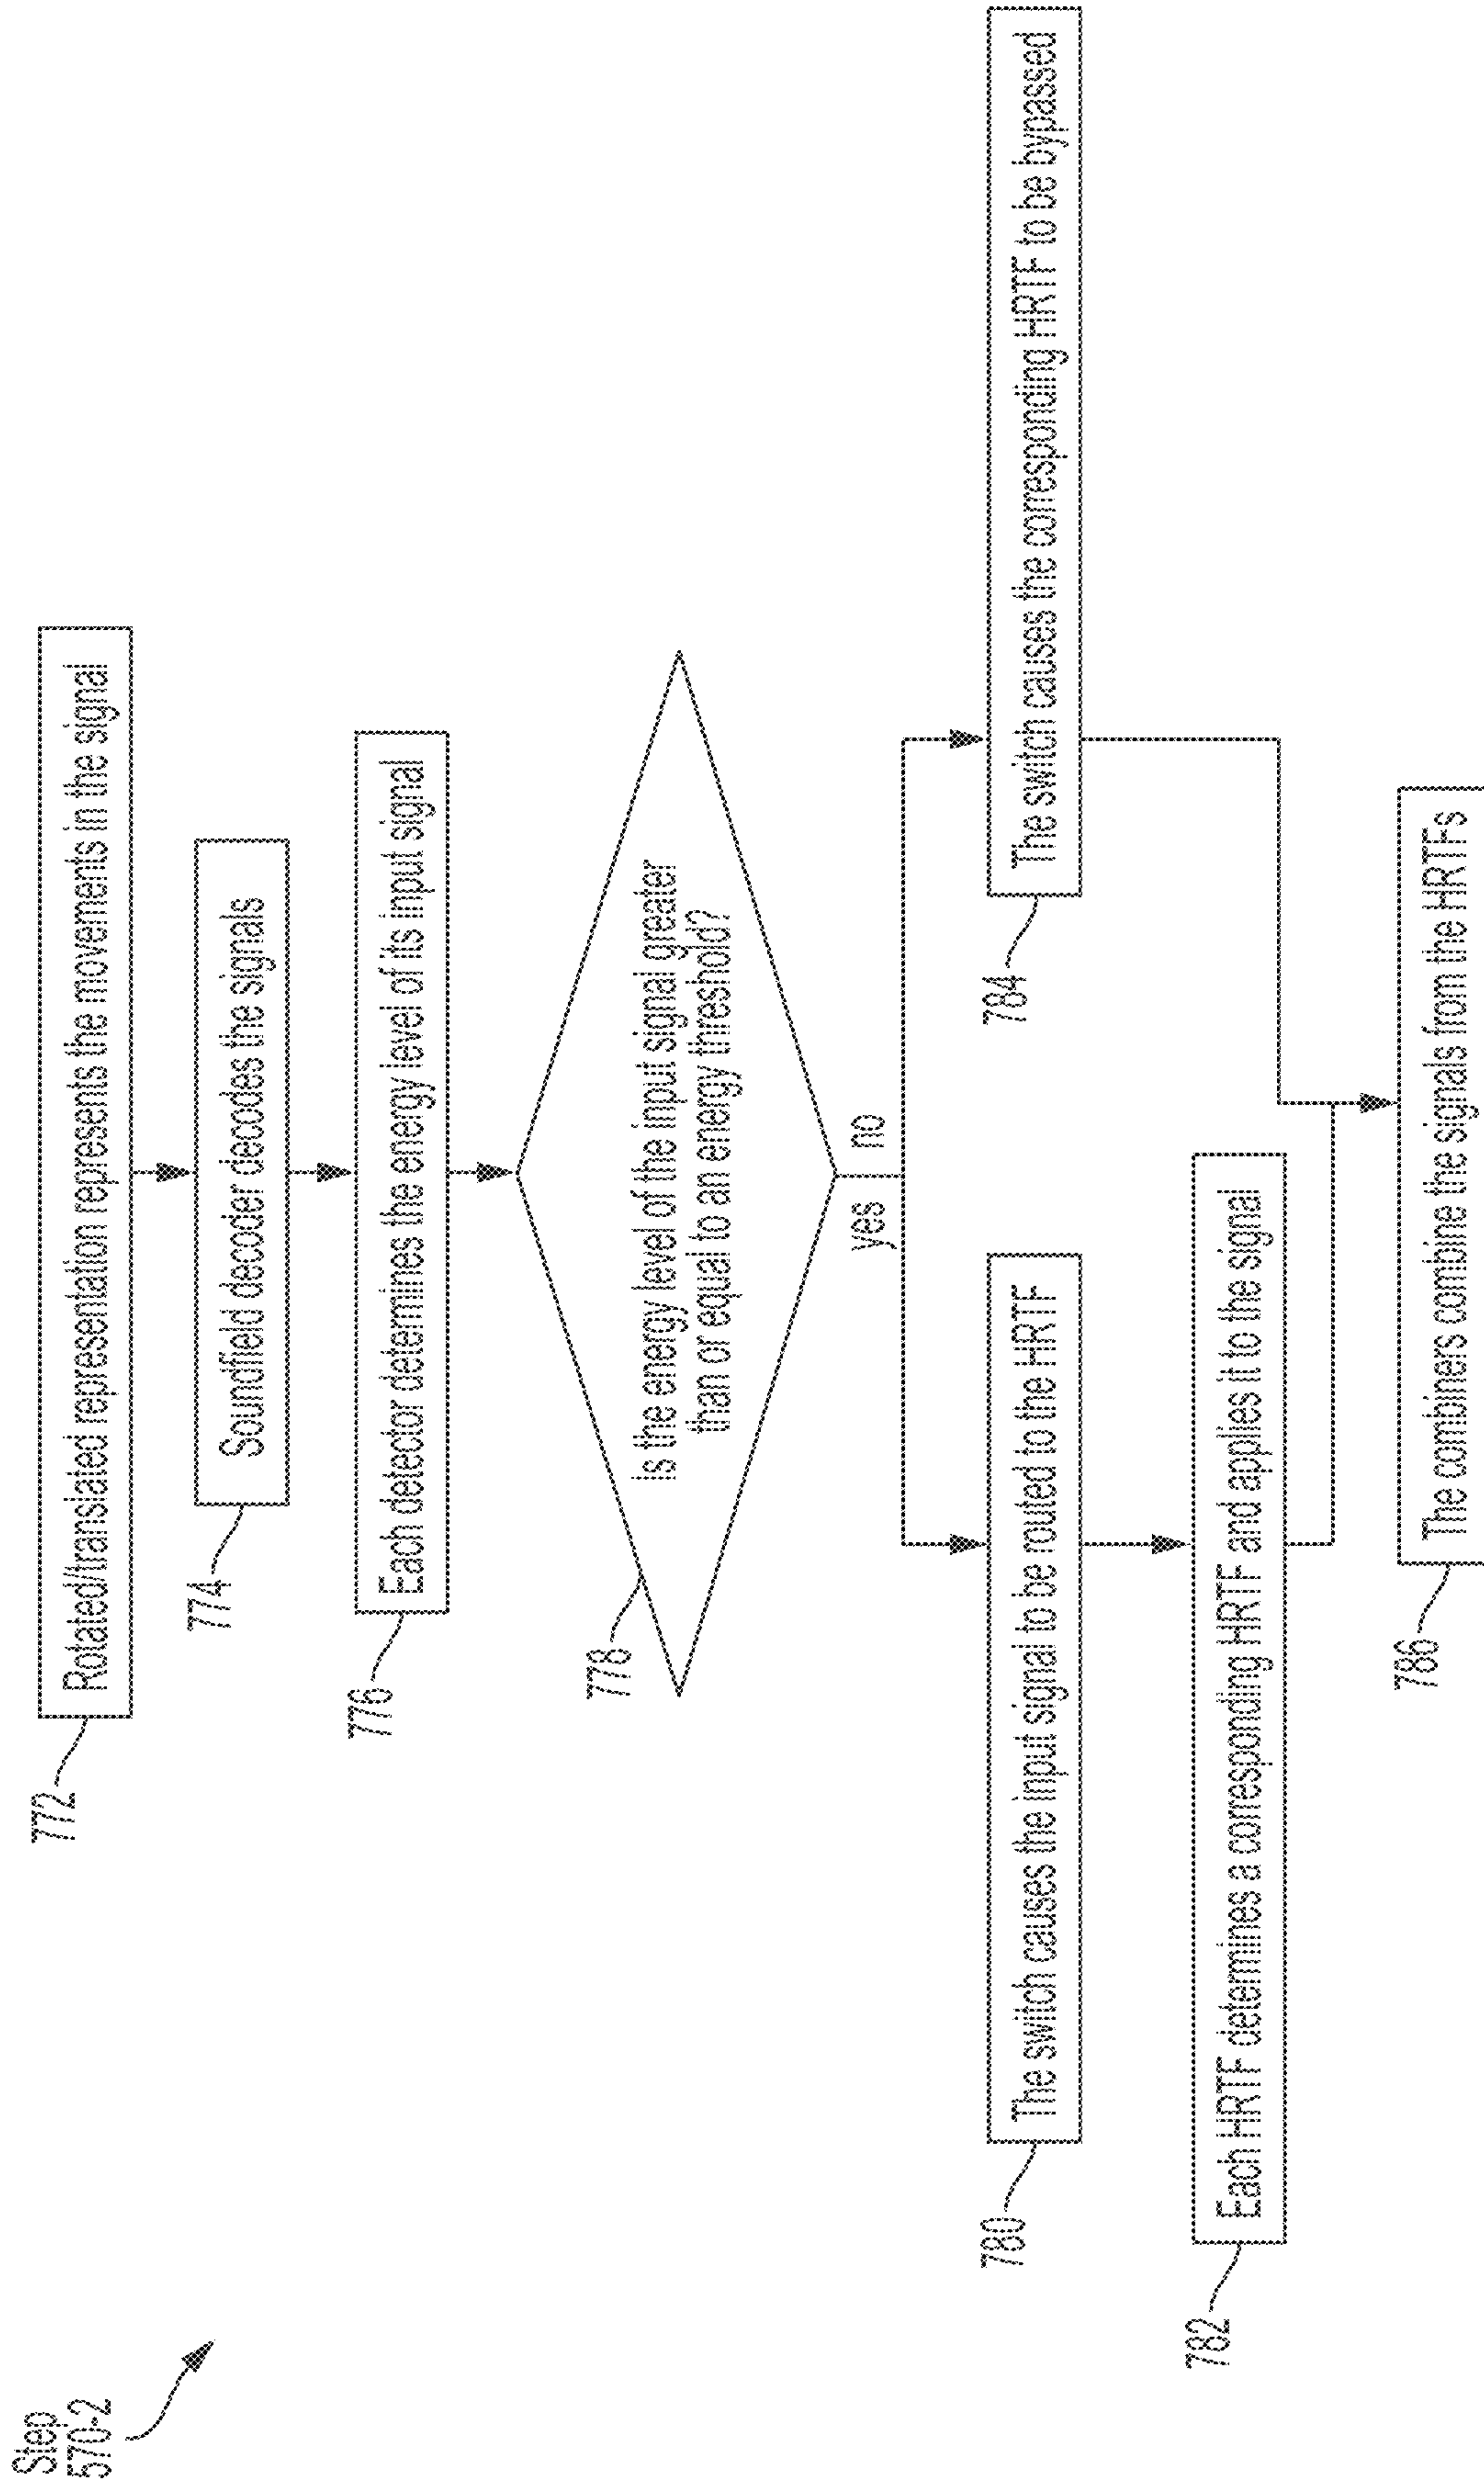 Step
570-2
772
Rotated/translated representation represents the movements in the signal
774
Soundfield decoder decodes the signals
776
Each detector determines the energy level of its input signal
778
is the energy level of the input signal greater
than or equal to an energy threshold?
yes
no
780
The switch causes the input signal to be routed to the HRTF
784
The switch causes the corresponding HRTF to be bypassed
782
Each HRTF determines a corresponding HRTF and applies it to the signal
786
The combiners combine the signals from the HRTFs